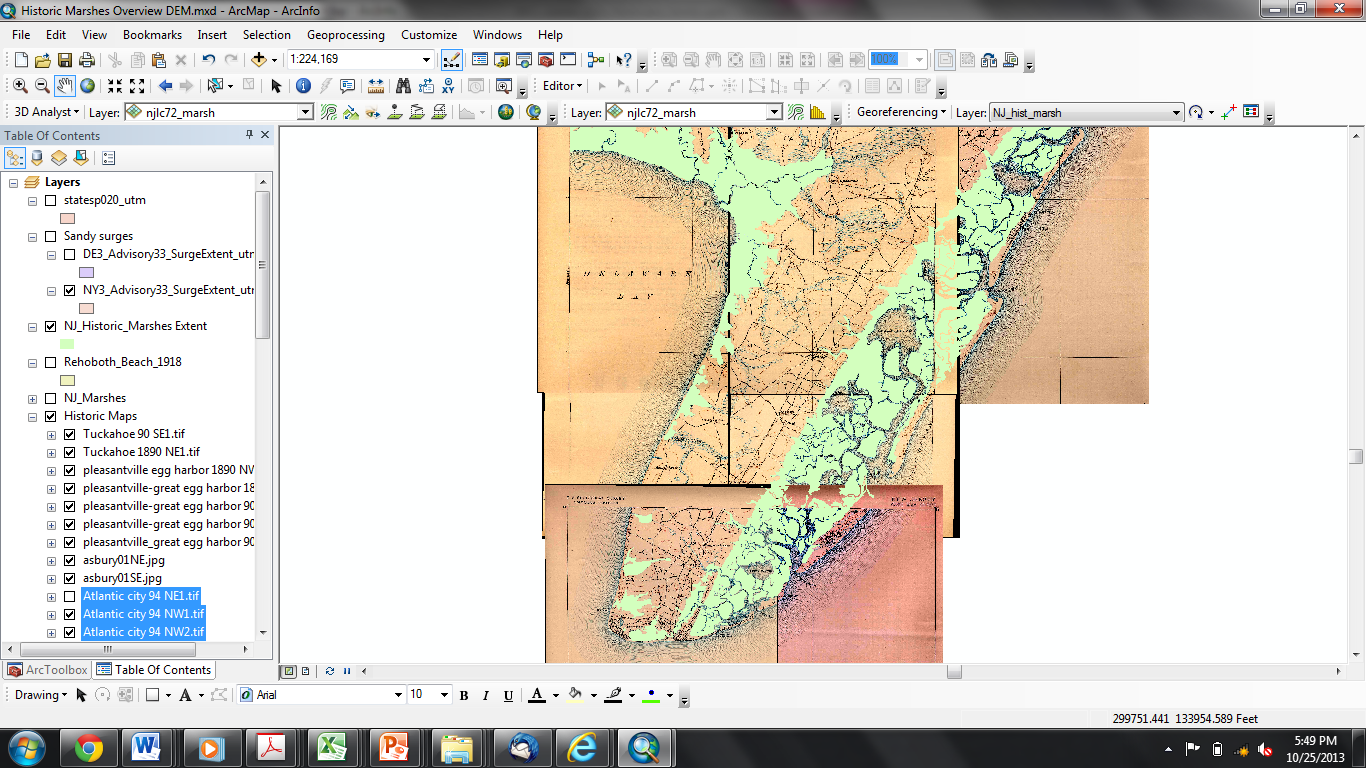 Historic Marshes Overview DEM.mxd - ArcMap - ArcInfo
File Edit View Bookmarks Insert Selection Geoprocessing Customize Windows Help
1:224,169 100%
Editor
3D Analyst Layer: njlc72_marsh Layer: njlc72_marsh Georeferencing Layer: NJ_hist_marsh
Table Of Contents
Layers
statesp020_utm
Sandy surges
DE3_Advisory33_SurgeExtent_utm
NY3_Advisory33_SurgeExtent_utm
NJ_Historic_Marshes Extent
Rehoboth_Beach_1918
NJ_Marshes
Historic Maps
Tuckahoe 90 SE1.tif
Tuckahoe 1890 NE1.tif
pleasantville egg harbor 1890 NW
pleasantville-great egg harbor 18
pleasantville-great egg harbor 90
pleasantville-great egg harbor 90
pleasantville_great egg harbor 90
asbury01NE.jpg
asbury01SE.jpg
Atlantic city 94 NE1.tif
Atlantic city 94 NW1.tif
Atlantic city 94 NW2.tif
ArcToolbox Table Of Contents
Drawing A Arial 10 B I U A
299751.441 133954.589 Feet
5:49 PM
10/25/2013